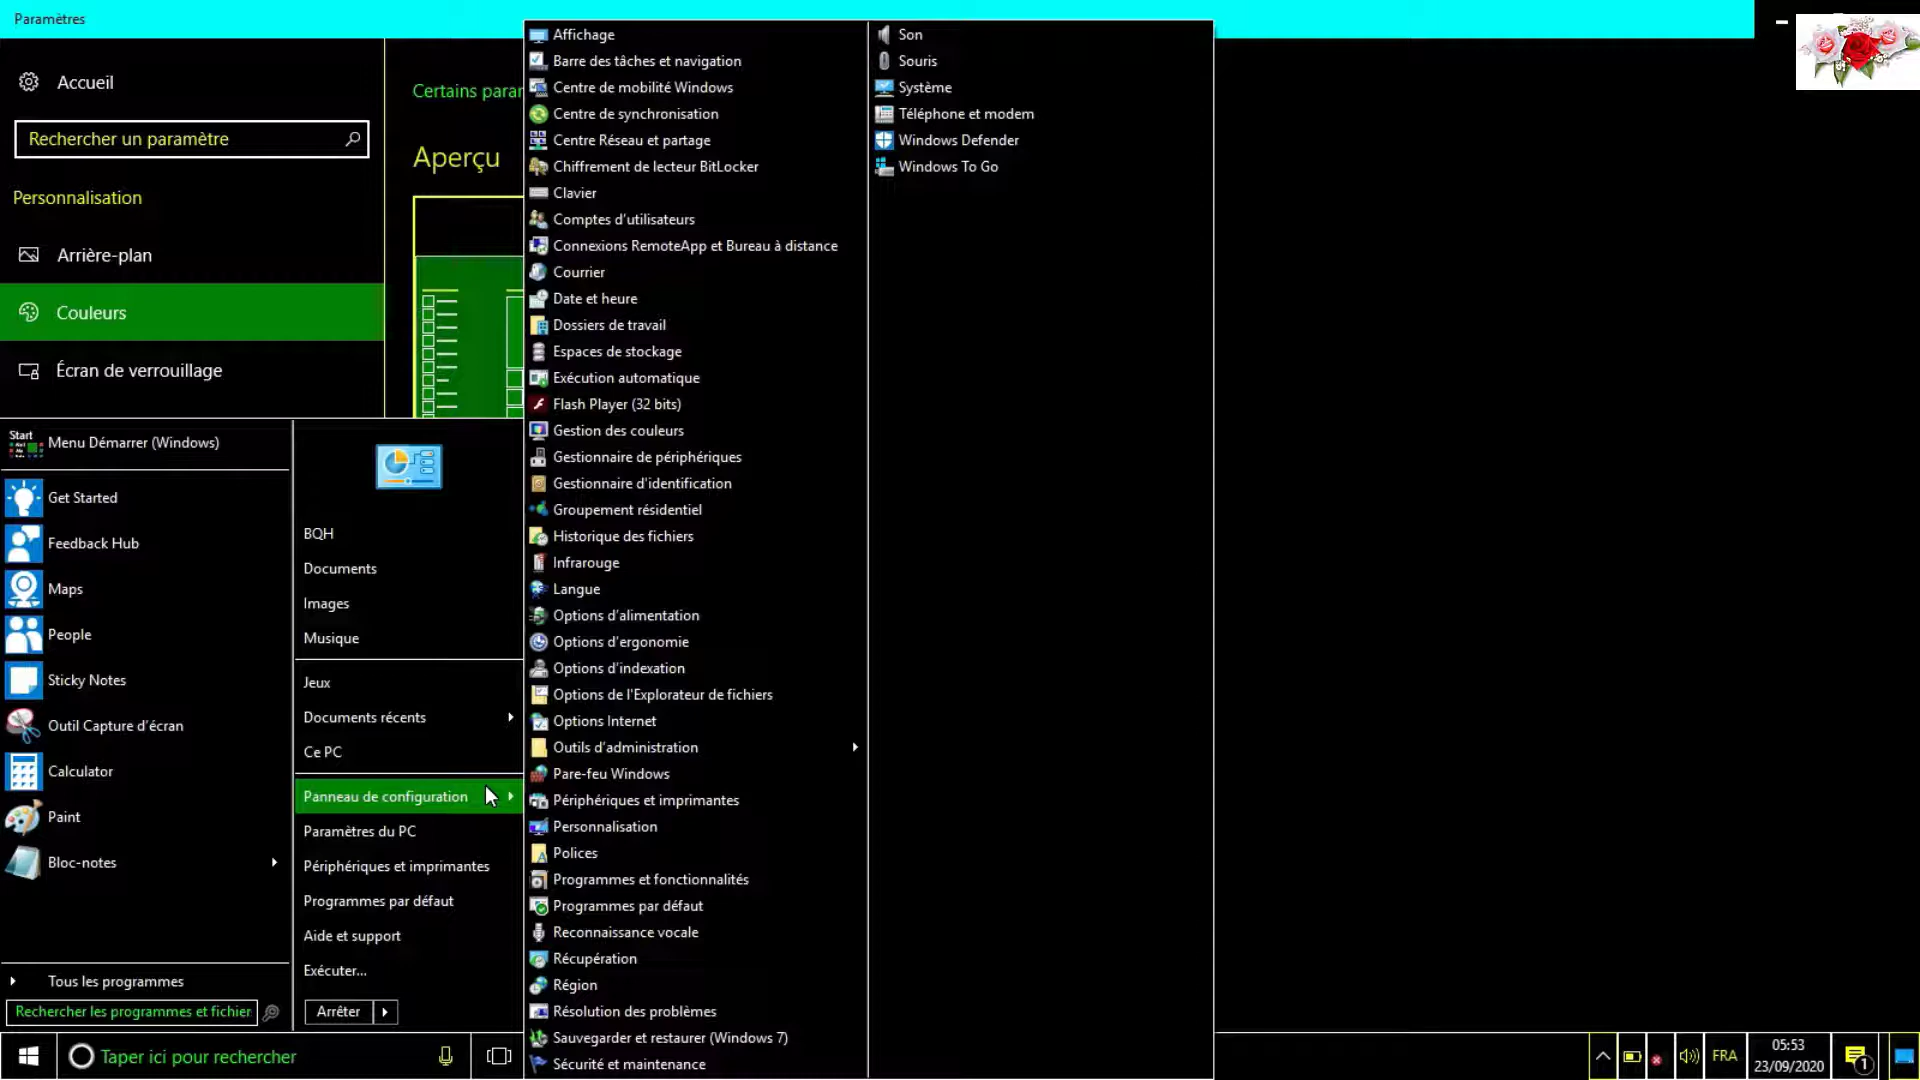 Paramètres
Accueil
Rechercher un paramètre
Personnalisation
Arrière-plan
Couleurs
Écran de verrouillage
Certains parar
Aperçu
Start
Menu Démarrer (Windows)
Get Started
Feedback Hub
Maps
People
Sticky Notes
Outil Capture d'écran
Calculator
Paint
Bloc-notes
Tous les programmes
Rechercher les programmes et fichier
BQH
Documents
Images
Musique
Jeux
Documents récents
Ce PC
Panneau de configuration
Paramètres du PC
Périphériques et imprimantes
Programmes par défaut
Aide et support
Exécuter...
Arrêter
Affichage
Barre des tâches et navigation
Centre de mobilité Windows
Centre de synchronisation
Centre Réseau et partage
Chiffrement de lecteur BitLocker
Clavier
Comptes d'utilisateurs
Connexions RemoteApp et Bureau à distance
Courrier
Date et heure
Dossiers de travail
Espaces de stockage
Exécution automatique
Flash Player (32 bits)
Gestion des couleurs
Gestionnaire de périphériques
Gestionnaire d'identification
Groupement résidentiel
Historique des fichiers
Infrarouge
Langue
Options d'alimentation
Options d'ergonomie
Options d'indexation
Options de l'Explorateur de fichiers
Options Internet
Outils d'administration
Pare-feu Windows
Périphériques et imprimantes
Personnalisation
Polices
Programmes et fonctionnalités
Programmes par défaut
Reconnaissance vocale
Récupération
Région
Résolution des problèmes
Sauvegarder et restaurer (Windows 7)
Sécurité et maintenance
Son
Souris
Système
Téléphone et modem
Windows Defender
Windows To Go
Taper ici pour rechercher
FRA
05:53
23/09/2020
1